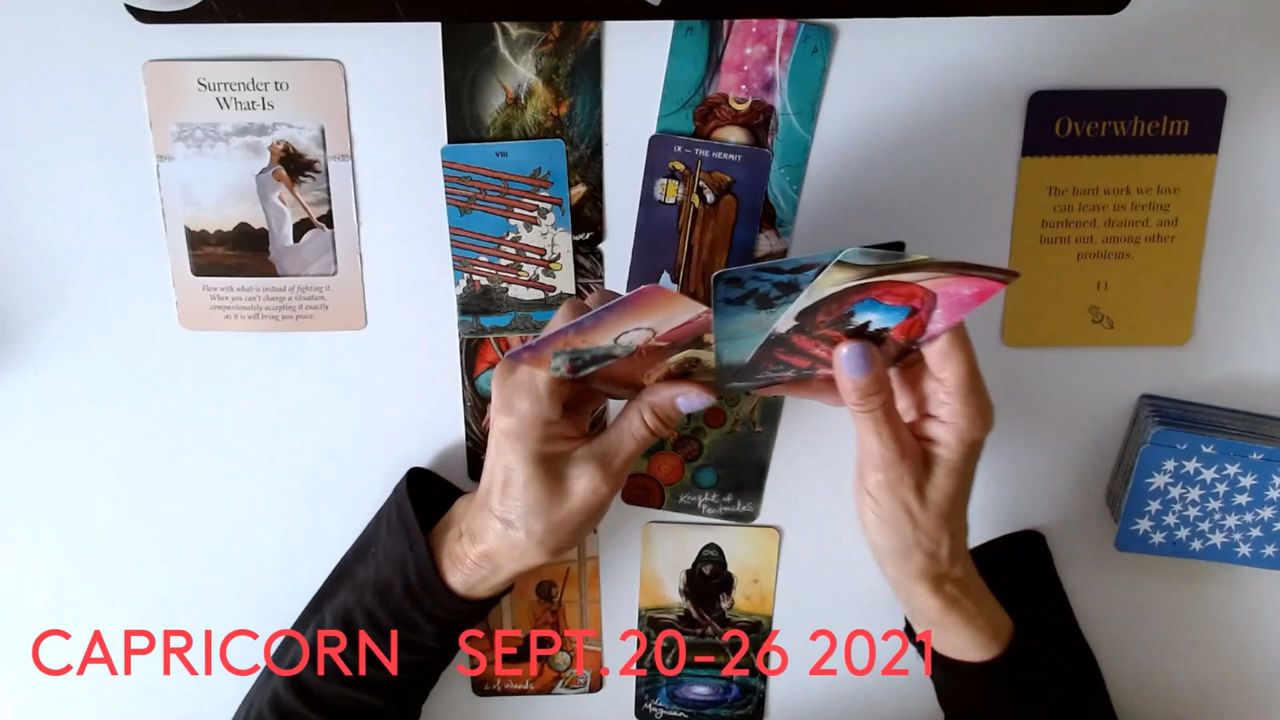 Surrender to
What-Is
Flow with what-is instead of fighting it.
When you can't change a situation,
compassionately accepting it exactly
as it is will bring you peace.
VIII
IX — THE HERMIT
Overwhelm
The hard work we love
can leave us feeling
burdened, drained, and
burnt out, among other
problems.
11
Knight of
Pentacles
of Wands
Magician
CAPRICORN SEPT.20-26 2021